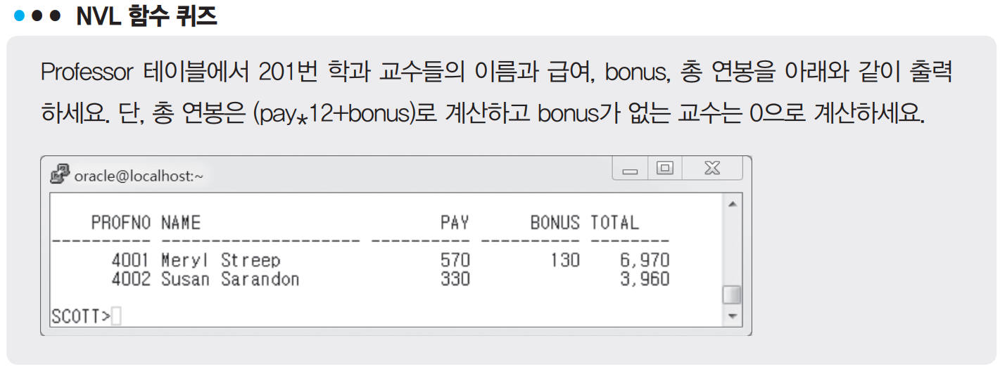 NVL 함수 퀴즈
Professor 테이블에서 201번 학과 교수들의 이름과 급여, bonus, 총 연봉을 아래와 같이 출력
하세요. 단, 총 연봉은 (pay*12+bonus)로 계산하고 bonus가 없는 교수는 0으로 계산하세요.
oracle@localhost:~
PROFNO NAME PAY BONUS TOTAL
---------- -------------------- ---------- ---------- --------
4001 Meryl Streep 570 130 6,970
4002 Susan Sarandon 330 3,960
SCOTT>